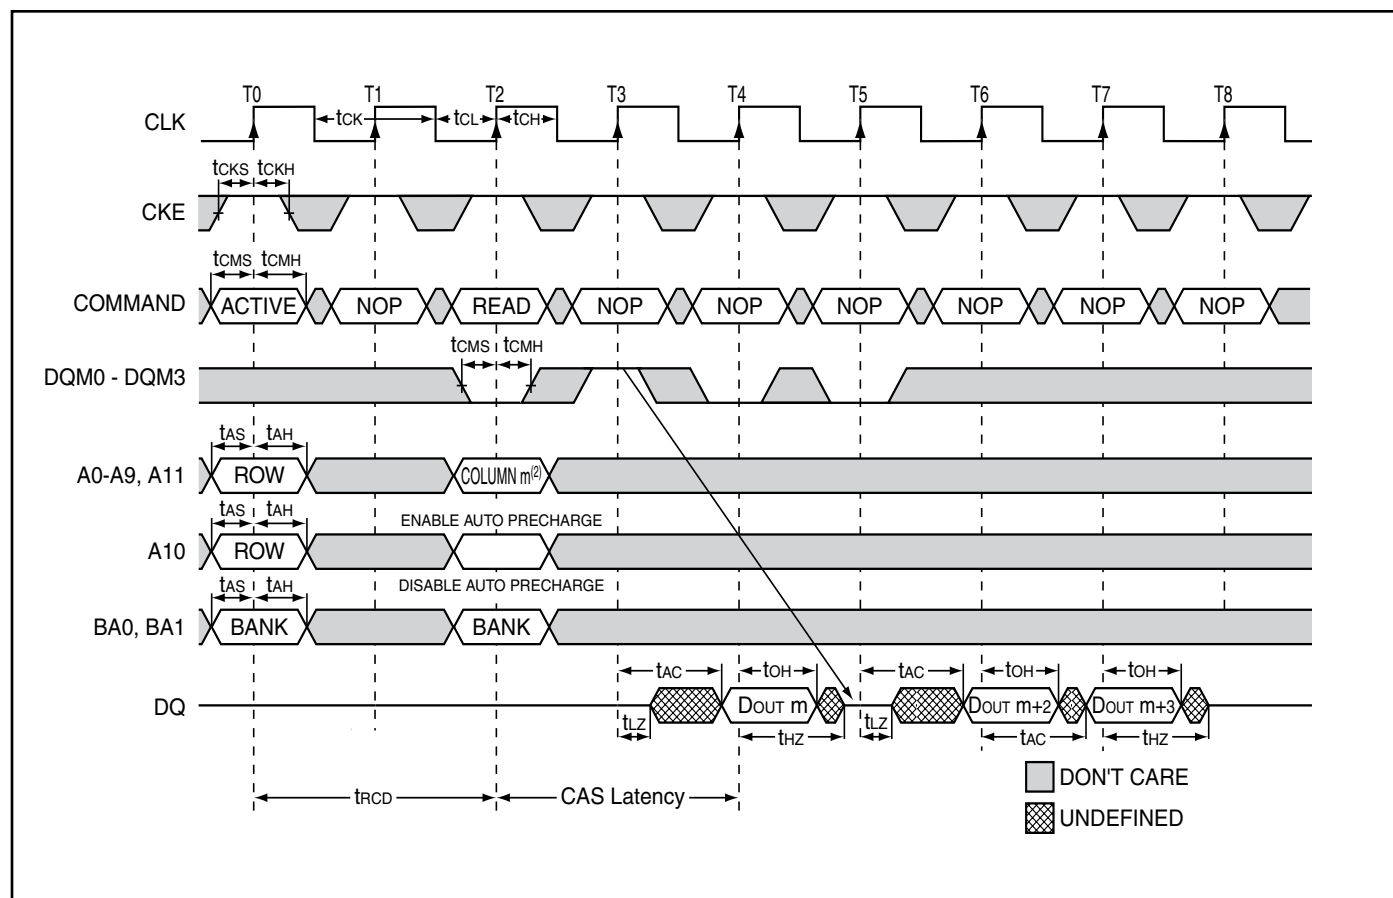 T0 T1 T2 T3 T4 T5 T6 T7 T8
CLK tCK tCL tCH
tCKS tCKH
CKE
tCMS tCMH
COMMAND ACTIVE NOP READ NOP NOP NOP NOP NOP NOP
tCMS tCMH
DQM0 - DQM3
tAS tAH
A0-A9, A11 ROW COLUMN m(2)
tAS tAH ENABLE AUTO PRECHARGE
A10 ROW
tAS tAH DISABLE AUTO PRECHARGE
BA0, BA1 BANK BANK
tAC tOH tAC tOH tOH
DQ DOUT m DOUT m+2 DOUT m+3
tLZ tHZ tLZ tAC tHZ
DON'T CARE
tRCD CAS Latency
UNDEFINED